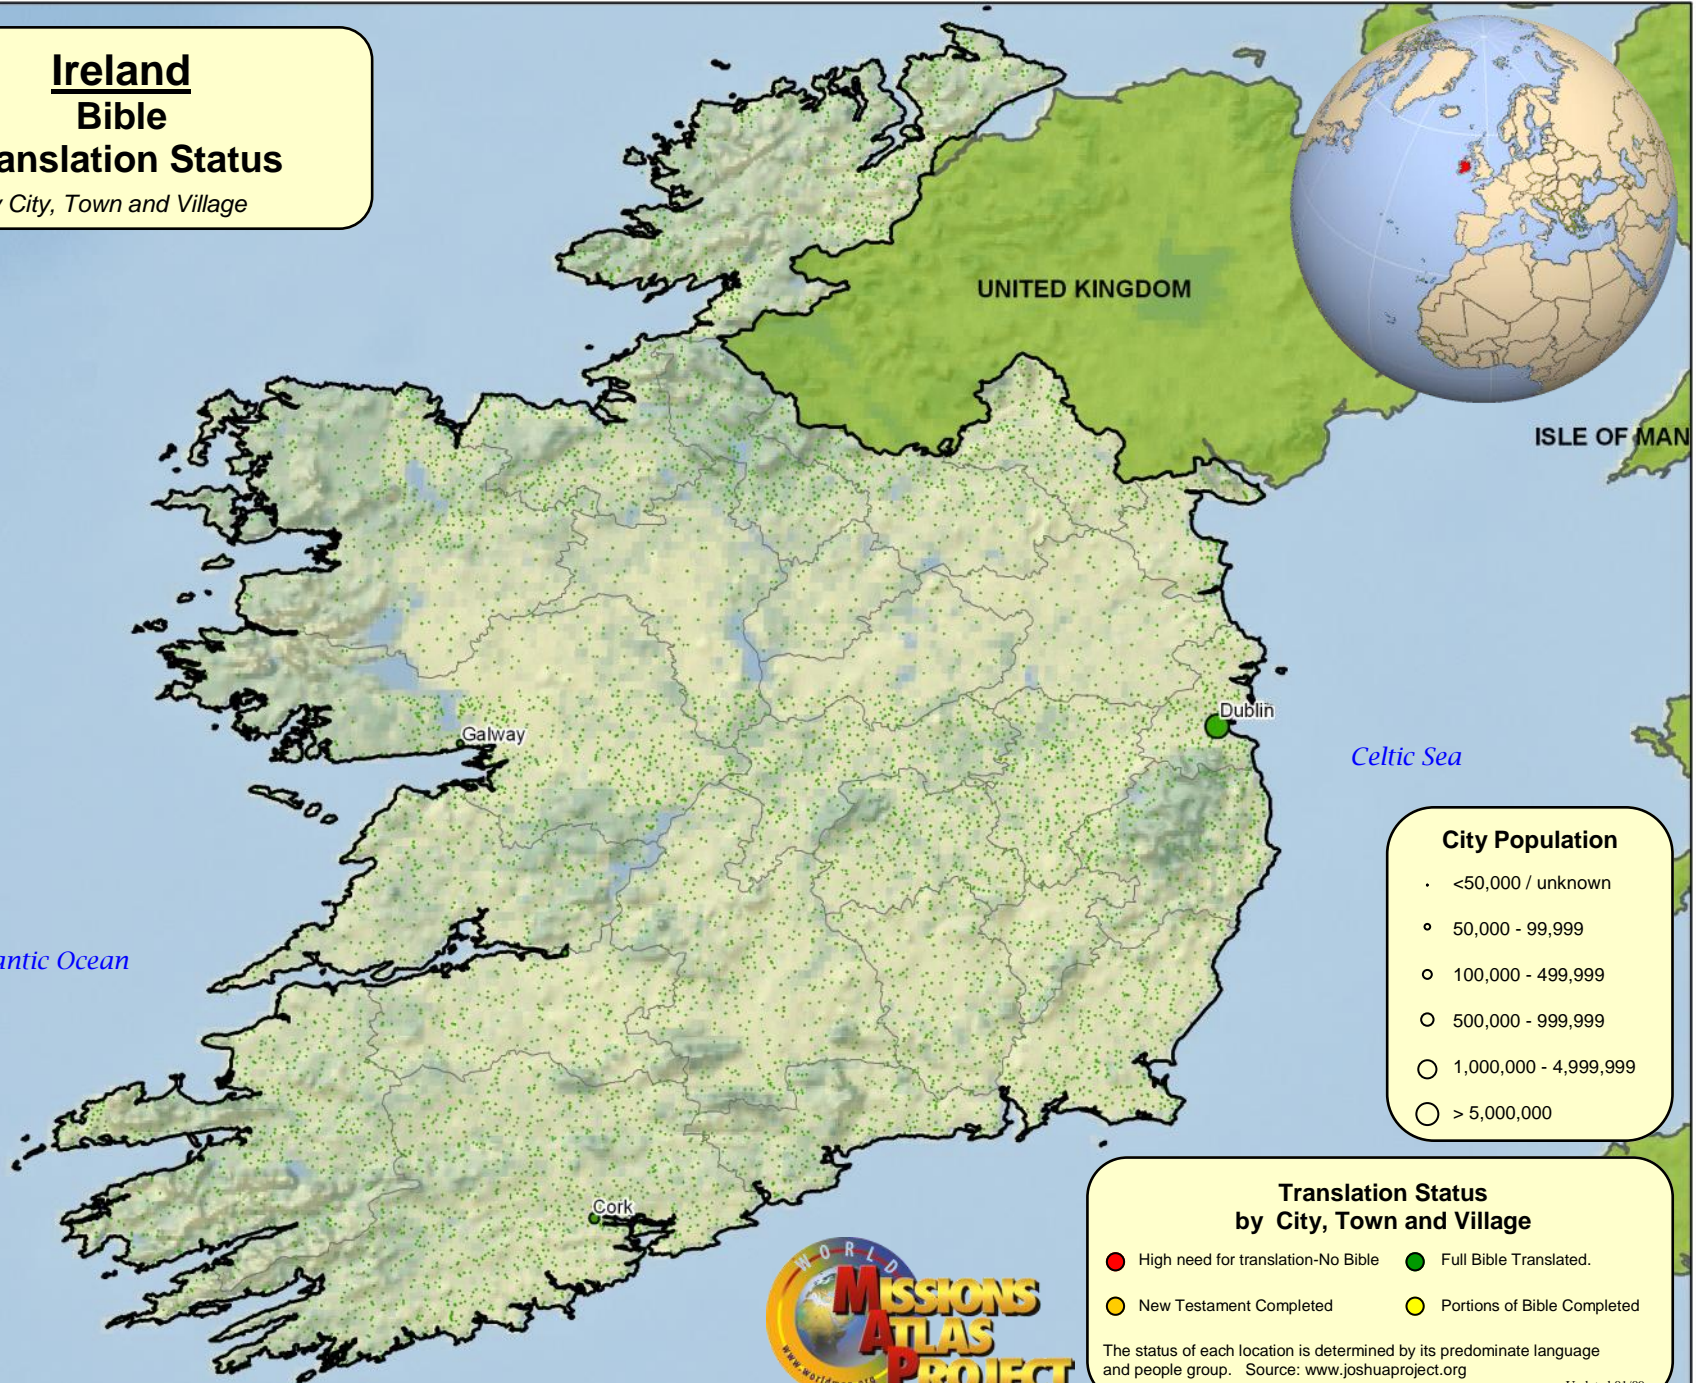 Ireland
Bible
anslation Status
City, Town and Village
UNITED KINGDOM
ISLE OF MAN
Dublin
Galway
Celtic Sea
City Population
<50,000 / unknown
50,000 - 99,999
100,000 - 499,999
500,000 - 999,999
1,000,000 - 4,999,999
> 5,000,000
antic Ocean
Cork
WORLD
MISSIONS
ATLAS
PROJECT
Translation Status
by City, Town and Village
High need for translation-No Bible
Full Bible Translated.
New Testament Completed
Portions of Bible Completed
The status of each location is determined by its predominate language
and people group. Source: www.joshuaproject.org